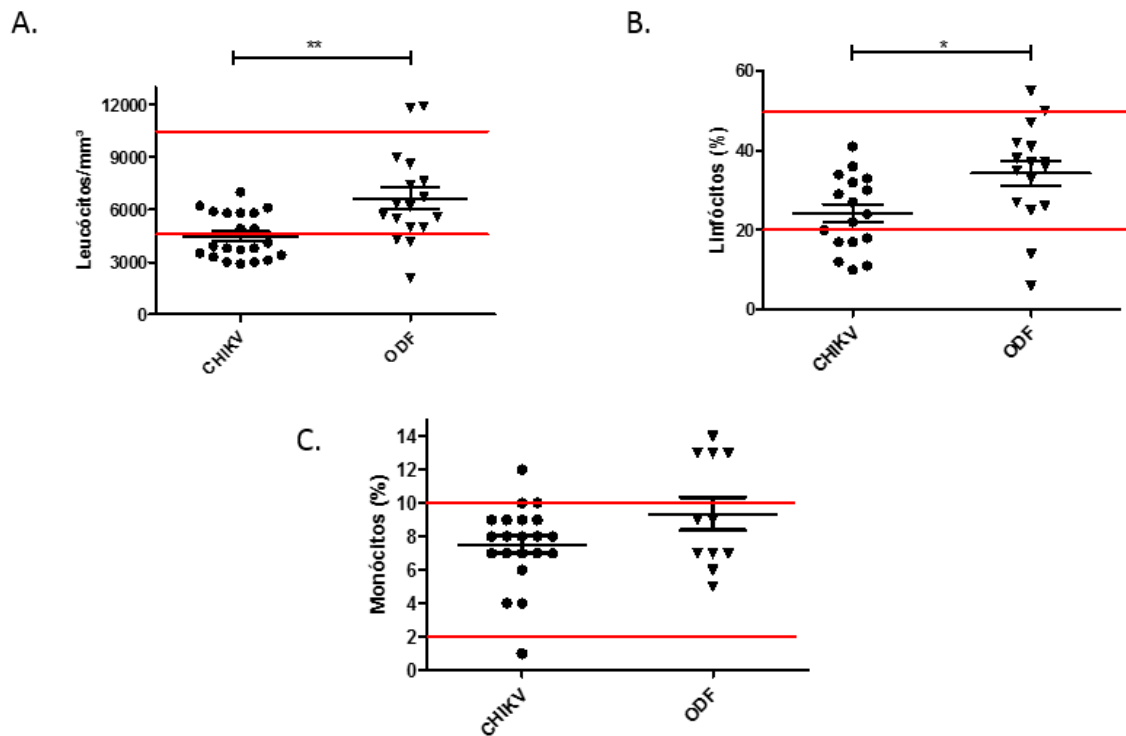 A.
**
Leucócitos/mm³
12000
9000
6000
3000
0
CHIKV
ODF
B.
*
Linfócitos (%)
60
40
20
0
CHIKV
ODF
C.
Monócitos (%)
14
12
10
8
6
4
2
0
CHIKV
ODF